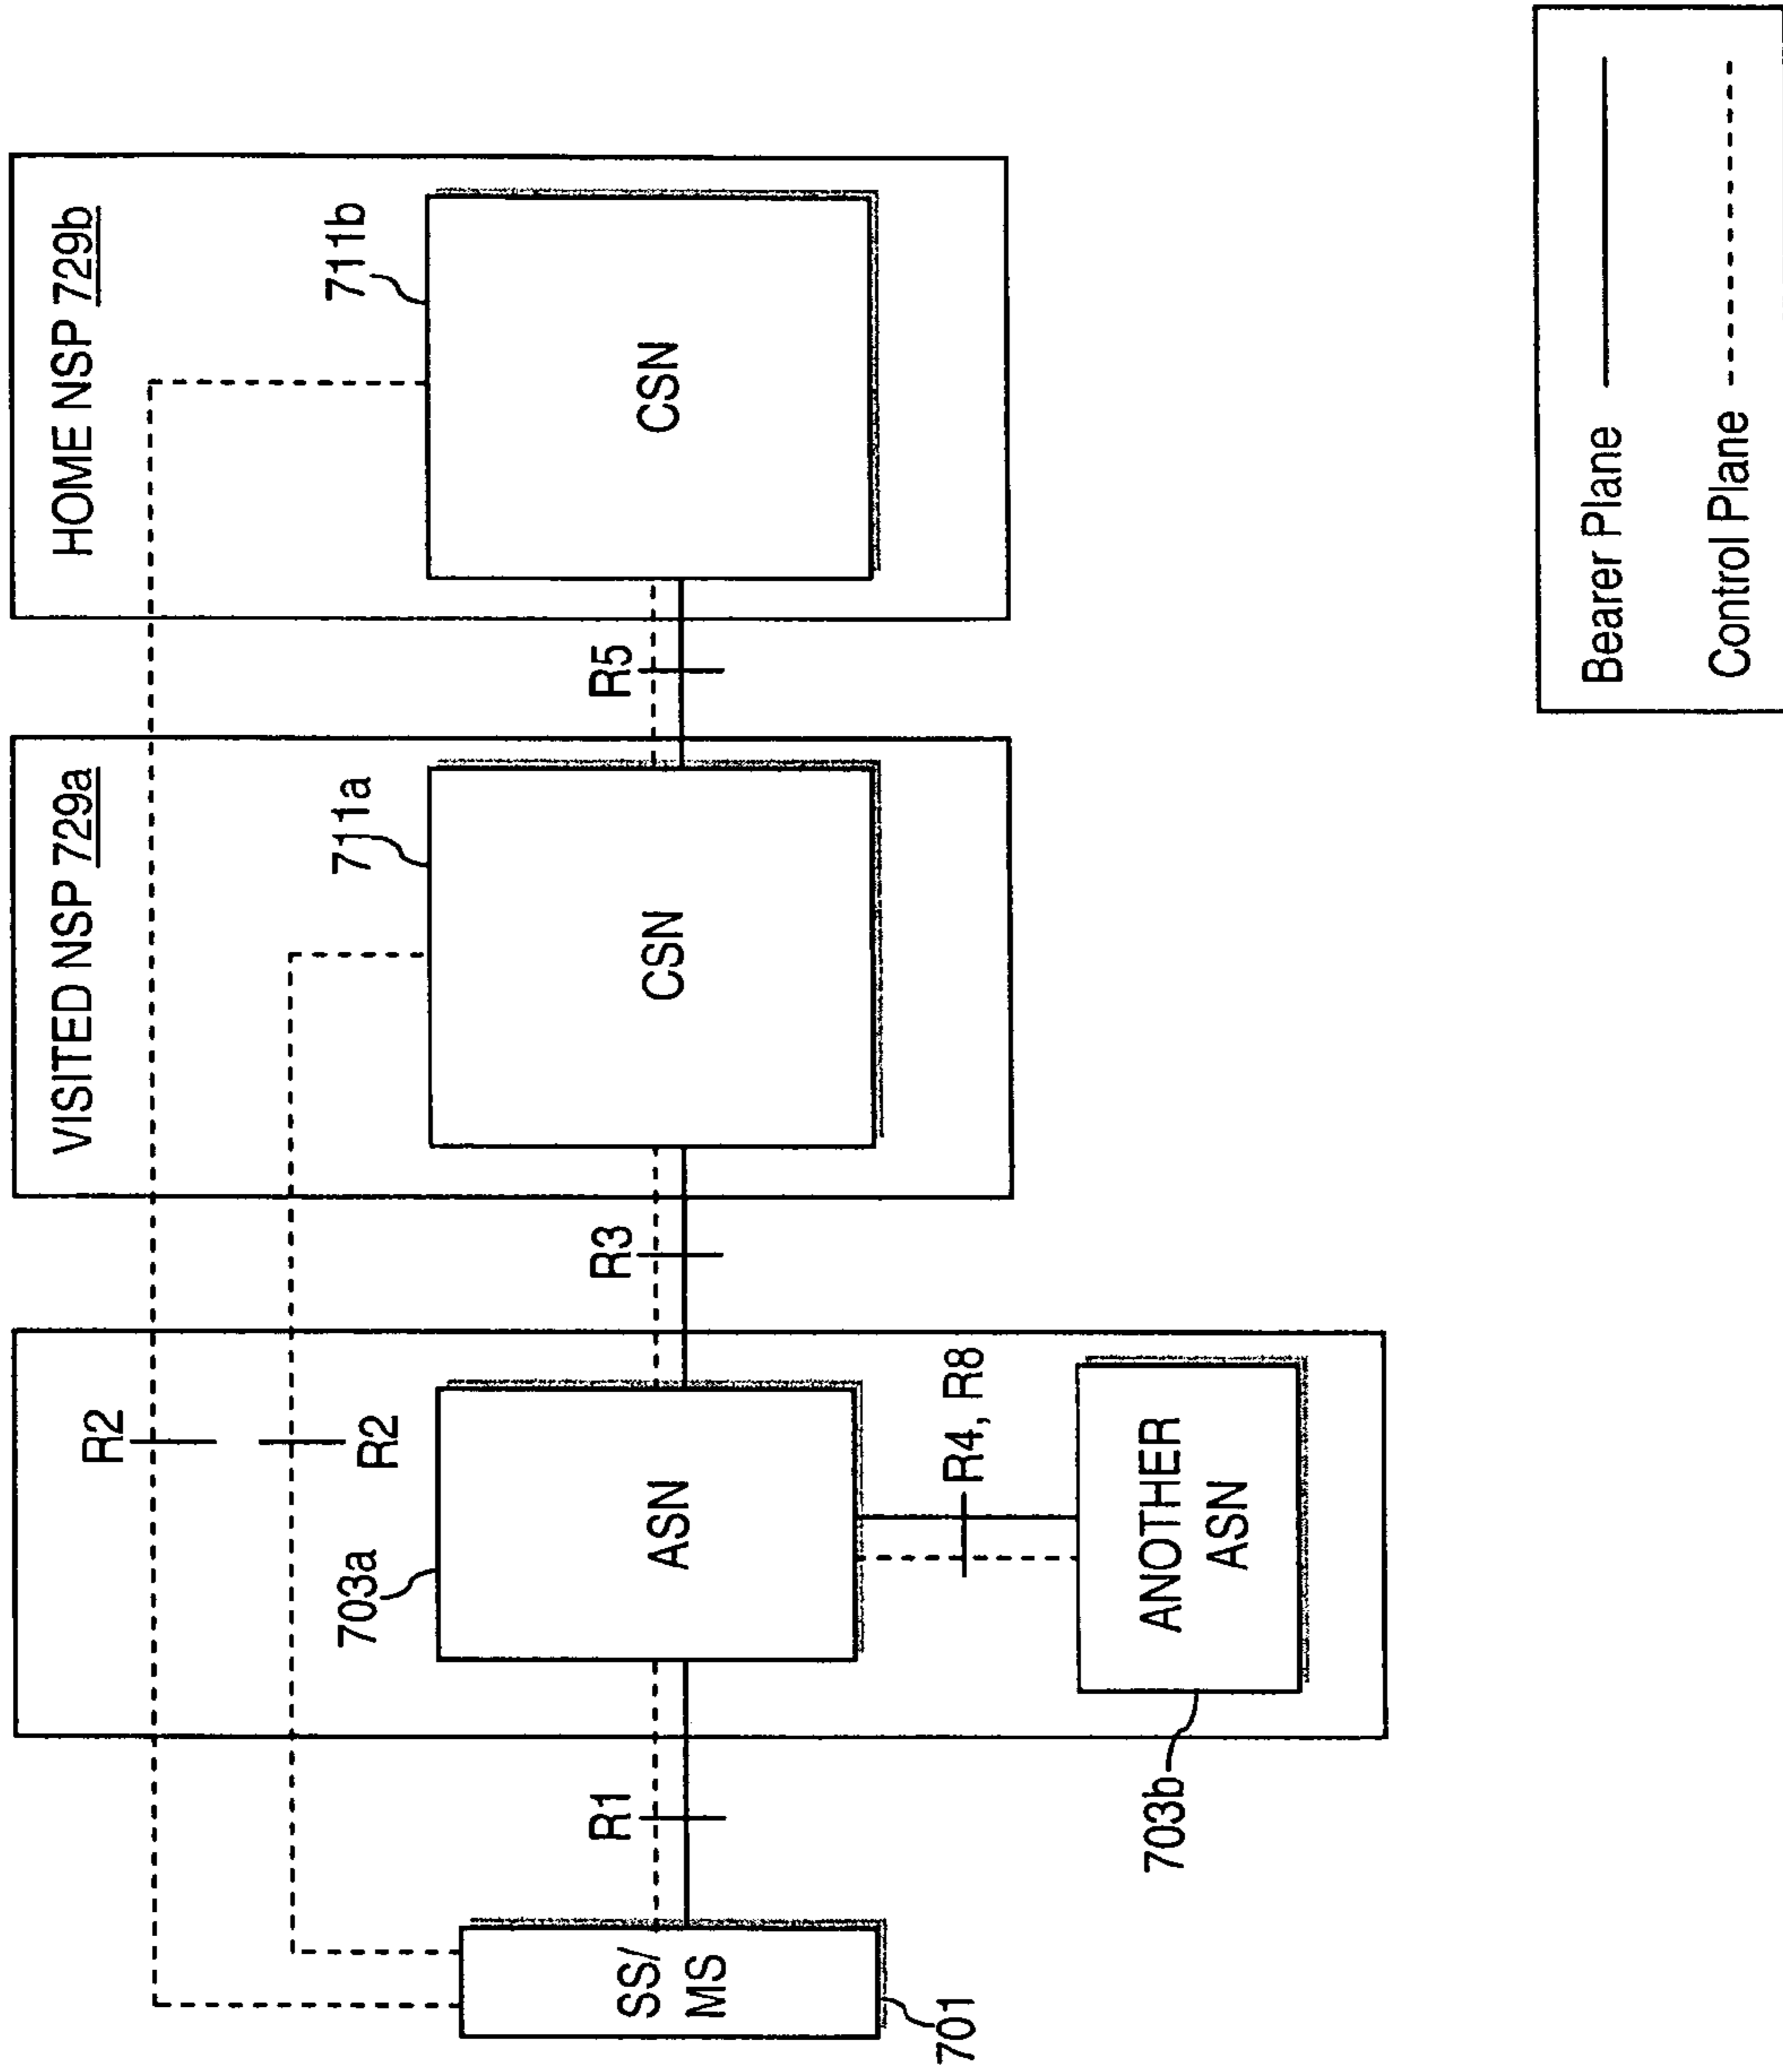 VISITED NSP 729a
HOME NSP 729b
R2
R2
703a
711a
711b
SS/
MS
701
R1
ASN
R3
CSN
R5
CSN
R4, R8
ANOTHER
ASN
703b
Bearer Plane
Control Plane